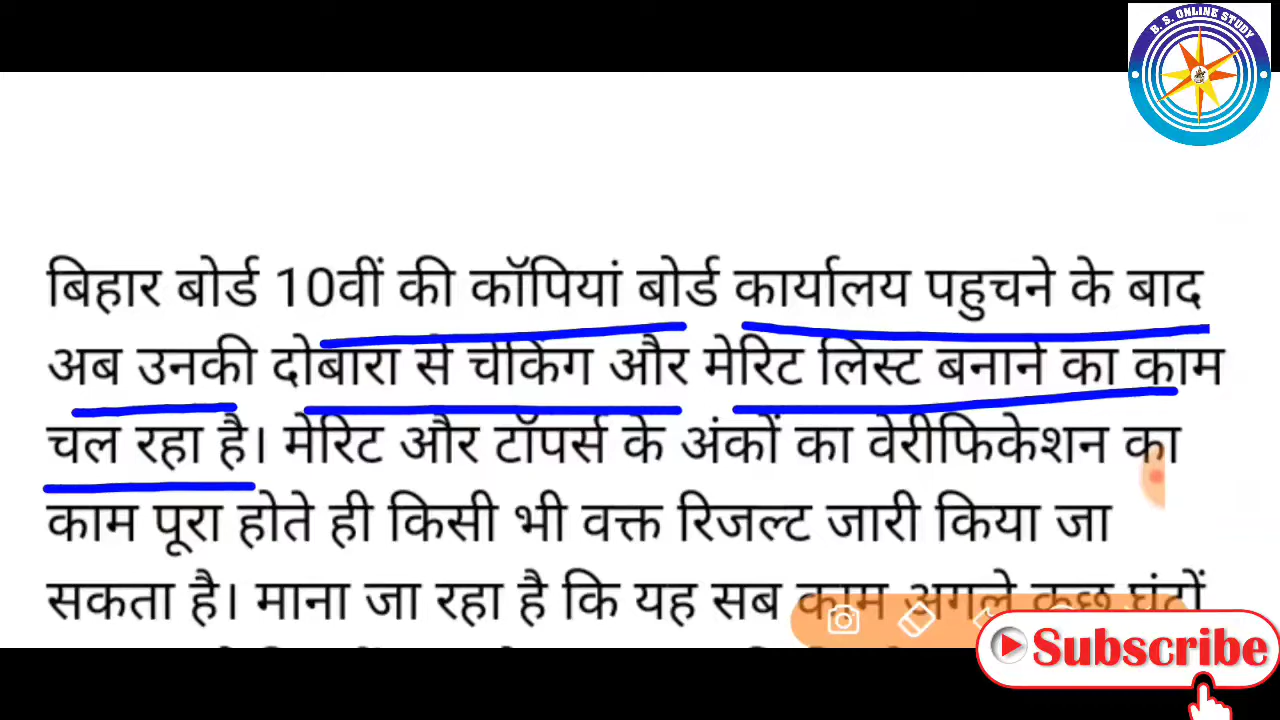 B. S. ONLINE STUDY
बिहार बोर्ड 10वीं की कॉपियां बोर्ड कार्यालय पहुचने के बाद
अब उनकी दोबारा से चेकिंग और मेरिट लिस्ट बनाने का काम
चल रहा है। मेरिट और टॉपर्स के अंकों का वेरीफिकेशन का
काम पूरा होते ही किसी भी वक्त रिजल्ट जारी किया जा
सकता है। माना जा रहा है कि यह सब काम अगले कुछ घंटों
Subscribe